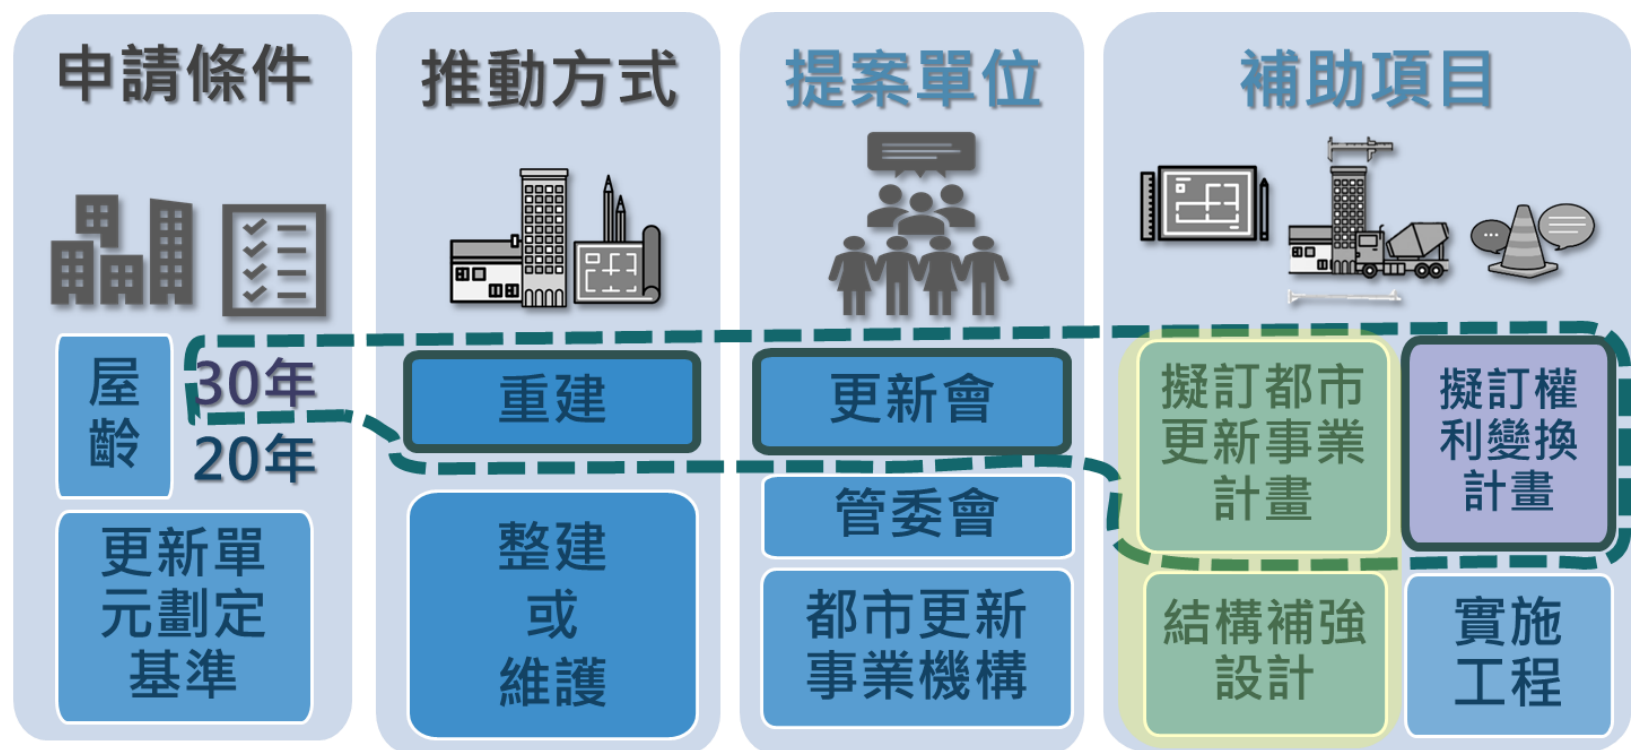 申請條件
屋
齡
30年
20年
更新單
元劃定
基準
推動方式
重建
整建
或
維護
提案單位
更新會
管委會
都市更新
事業機構
補助項目
擬訂都市
更新事業
計畫
擬訂權
利變換
計畫
結構補強
設計
實施
工程